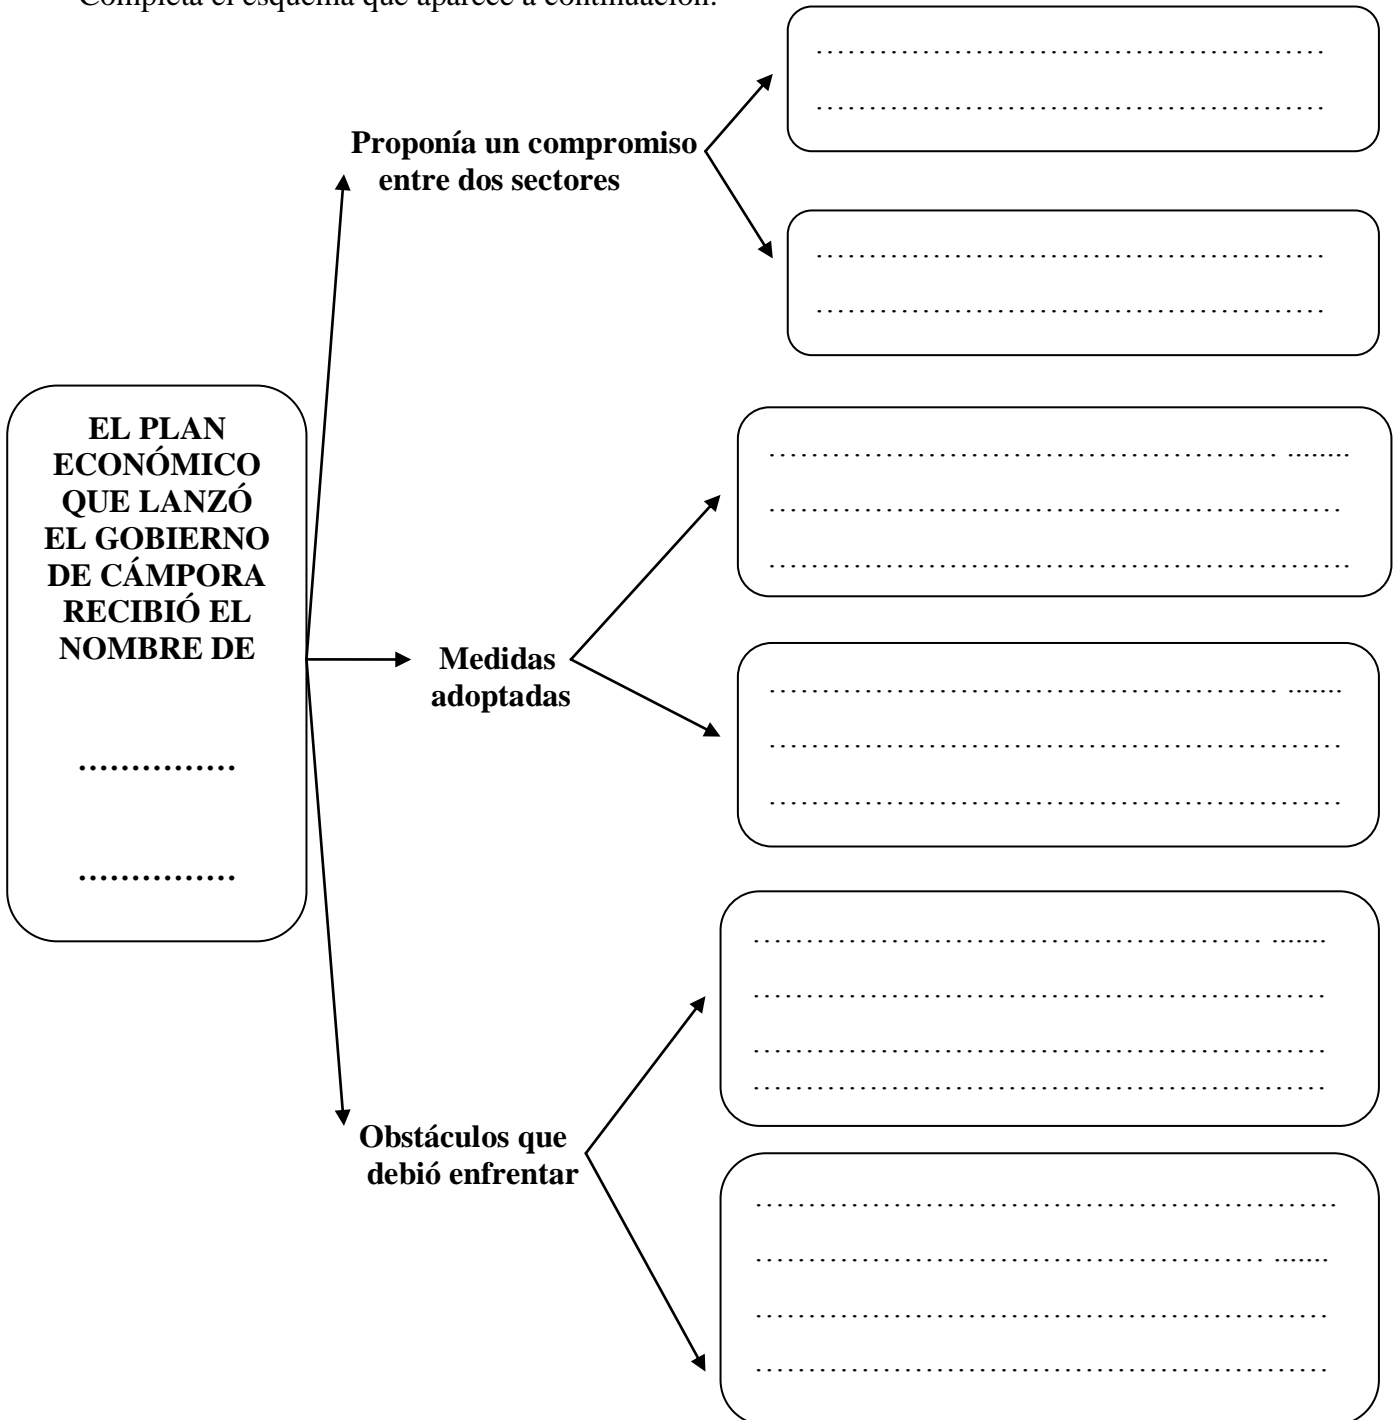 Completa el esquema que aparece a continuación:
……………………………………………
……………………………………………
Proponía un compromiso
entre dos sectores
……………………………………………
……………………………………………
EL PLAN
ECONÓMICO
QUE LANZÓ
EL GOBIERNO
DE CÁMPORA
RECIBIÓ EL
NOMBRE DE
……………
……………
…………………………………………… ........
…………………………………………………
………………………………………………….
Medidas
adoptadas
…………………………………………… .......
…………………………………………………
…………………………………………………
Obstáculos que
debió enfrentar
…………………………………………… .......
…………………………………………………
…………………………………………………
…………………………………………………
………………………………………………….
…………………………………………… .......
…………………………………………………
…………………………………………………